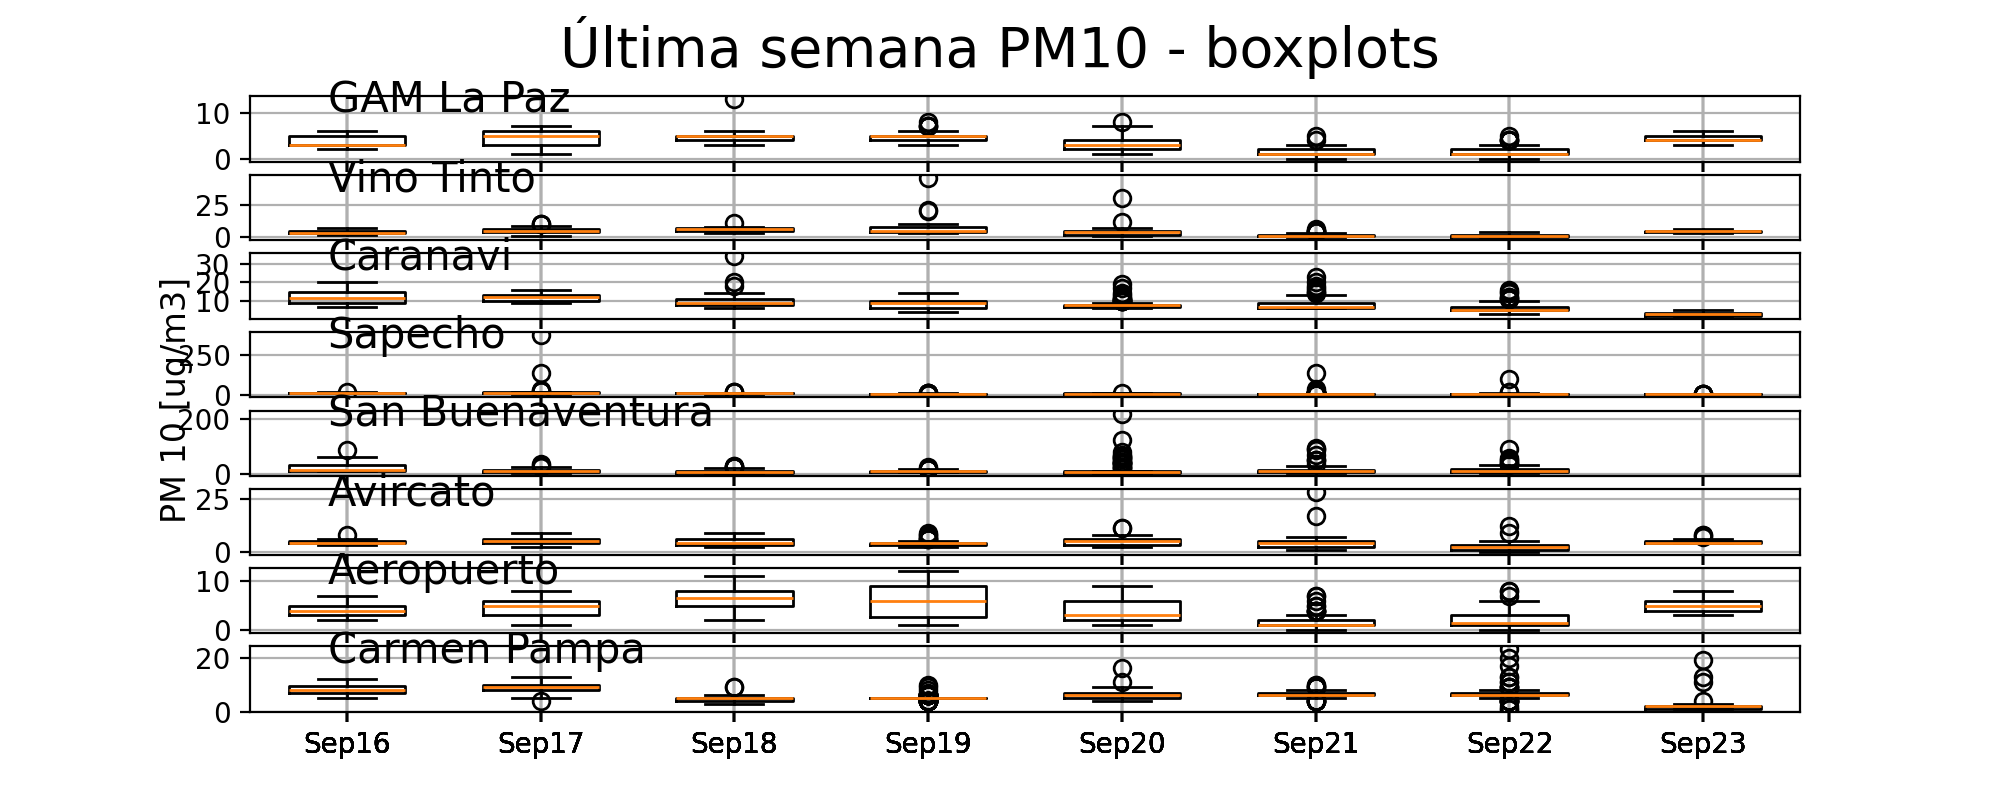 Última semana PM10 - boxplots
PM 10 [ug/m3]
GAM La Paz
10
0
Vino Tinto
25
0
Caranavi
30
20
10
Sapecho
250
0
San Buenaventura
200
0
Avircato
25
0
Aeropuerto
10
0
Carmen Pampa
20
0
Sep16 Sep17 Sep18 Sep19 Sep20 Sep21 Sep22 Sep23